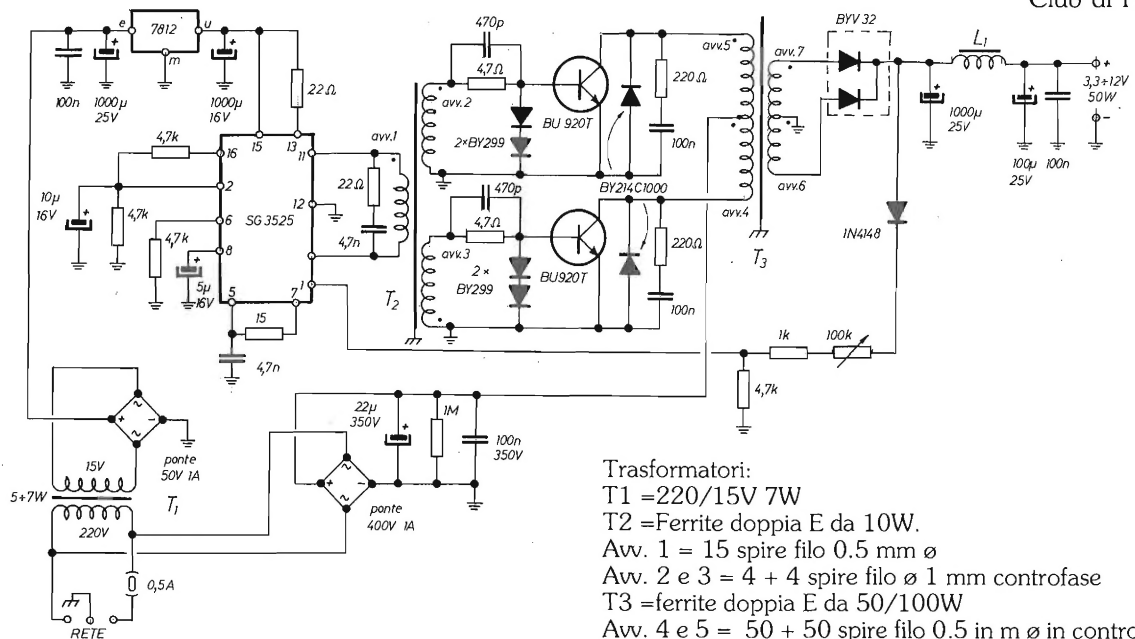 BYV 32
e 7812 u
m
470p
4,7Ω
avv.5
avv.7
L1
100n
1000μ
25V
1000μ
16V
22Ω
avv.2
BU 920T
220Ω
100n
1000μ
25V
100μ
25V
100n
+
3,3÷12V
50W
-
4,7k
15 13
avv.1
2×BY299
16
11
2
SG3525
22Ω
12
BY214C1000
avv.6
10μ
16V
4,7k
6
470p
avv.4
4,7k
8
4,7n
4,7Ω
T3
1N4148
avv.3
220Ω
5μ
16V
1
T2
2 ×
BY299
BU920T
100n
5 7
15
4,7n
1k
100k
22μ
350V
1M
4,7k
+ -
100n
350V
ponte
50V 1A
15V
5÷7W
T1
220V
~
+ -
~
ponte
400V 1A
0,5A
RETE
Trasformatori:
T1 =220/15V 7W
T2 =Ferrite doppia E da 10W.
Avv. 1 = 15 spire filo 0.5 mm ø
Avv. 2 e 3 = 4 + 4 spire filo ø 1 mm controfase
T3 =ferrite doppia E da 50/100W
Avv. 4 e 5 = 50 + 50 spire filo 0.5 in m ø in contro